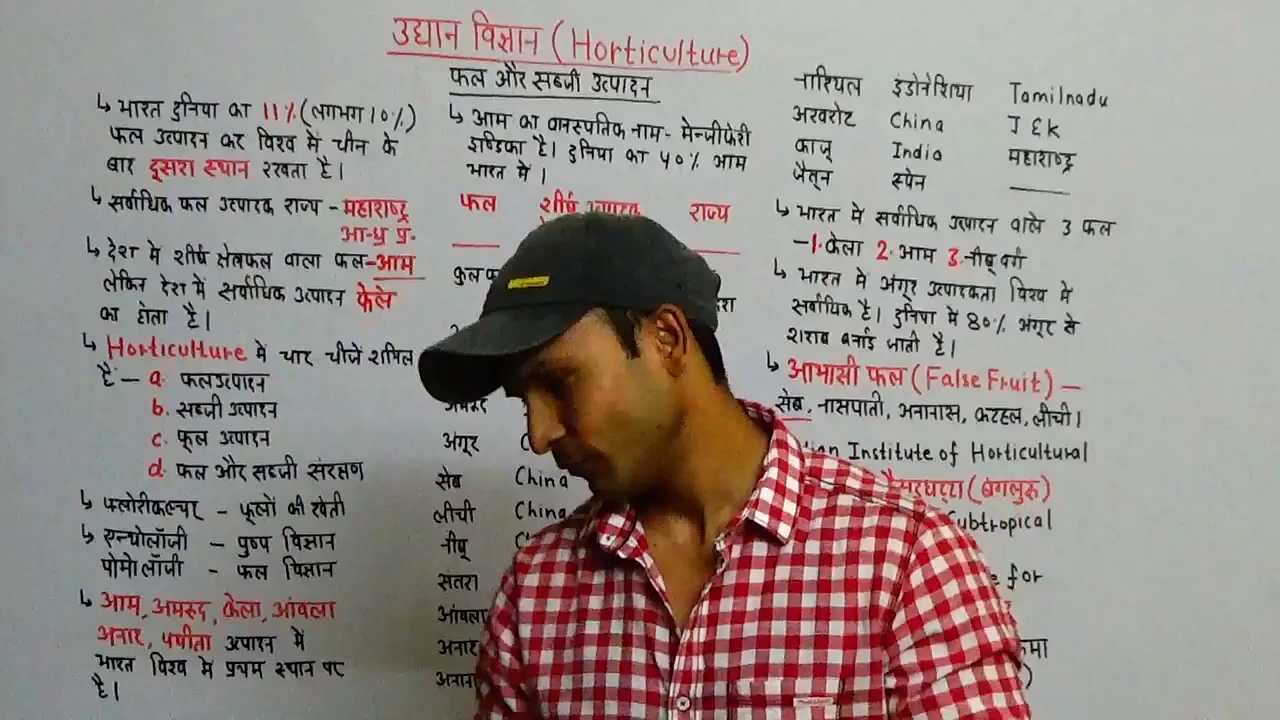 उद्यान विज्ञान (Horticulture)
फल और सब्जी उत्पादन
↳ भारत दुनिया का 11% (लगभग 10%)
फल उत्पादन कर विश्व में चीन के
बाद दूसरा स्थान रखता है।
↳ सर्वाधिक फल उत्पादक राज्य - महाराष्ट्र
आ॰ध्र प्र॰
↳ देश में शीर्ष क्षेत्रफल वाला फल - आम
लेकिन देश में सर्वाधिक उत्पादन केले
का होता है।
↳ Horticulture में चार चीजें शामिल
है -
a. फलउत्पादन
b. सब्जी उत्पादन
c. फूल उत्पादन
d. फल और सब्जी संरक्षण
↳ फ्लोरीकल्चर - फूलों की खेती
↳ एन्थोलॉजी - पुष्प विज्ञान
पोमोलॉजी - फल विज्ञान
↳ आम, अमरूद, केला, आंवला
अनार, पपीता उत्पादन में
भारत विश्व में प्रथम स्थान पर
है।
↳ आम का वानस्पतिक नाम - मेन्जीफेरी
इण्डिका है। दुनिया का 40% आम
भारत में।
फल शीर्ष उत्पादक राज्य
अमरूद
अंगूर
सेब China
लीची China
नीबू
संतरा
आंवला
अनार
नारियल इंडोनेशिया Tamilnadu
अखरोट China J & K
काजू India महाराष्ट्र
जैतून स्पेन
↳ भारत में सर्वाधिक उत्पादन वाले 3 फल
- 1. केला 2. आम 3. नीबू वर्ग
↳ भारत में अंगूर उत्पादकता विश्व में
सर्वाधिक है। दुनिया में 80% अंगूर से
शराब बनाई जाती है।
↳ आभासी फल (False Fruit) -
सेब, नासपाती, अनानास, कटहल, लीची।
Institute of Horticultural
(बंगलुरू)
Subtropical
for